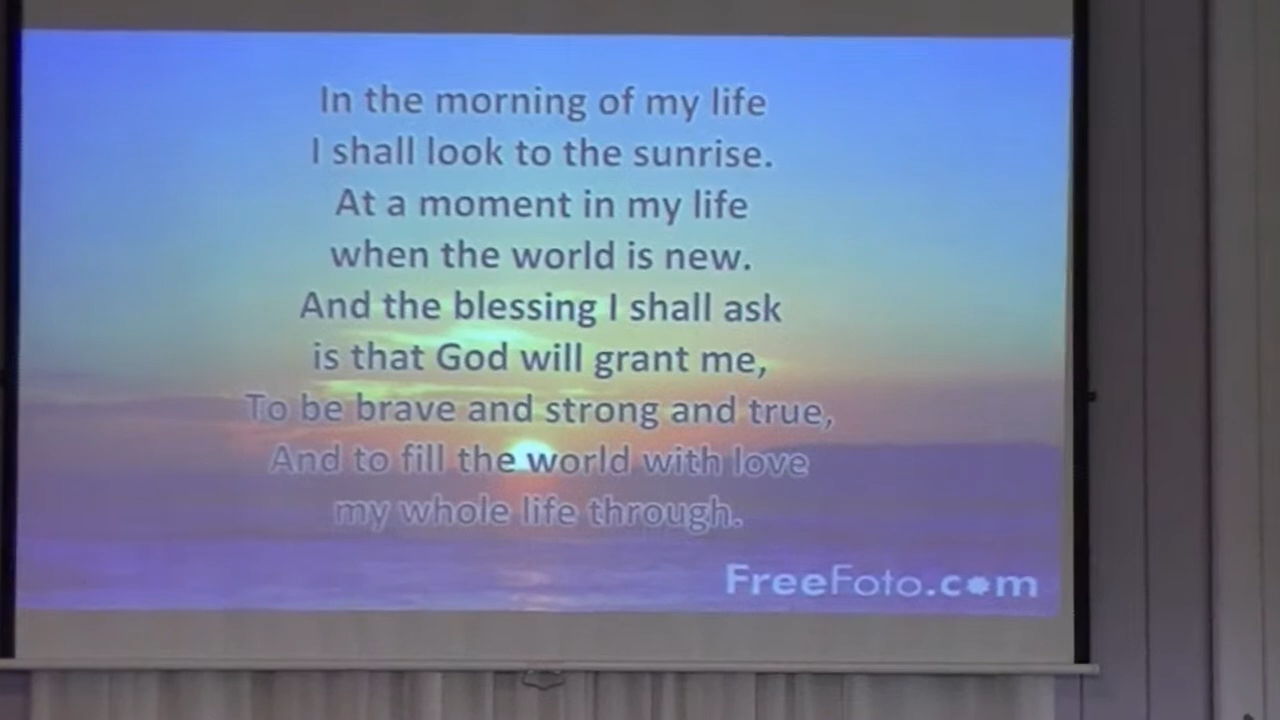 In the morning of my life
I shall look to the sunrise.
At a moment in my life
when the world is new.
And the blessing I shall ask
is that God will grant me,
To be brave and strong and true,
And to fill the world with love
my whole life through.
FreeFoto.com